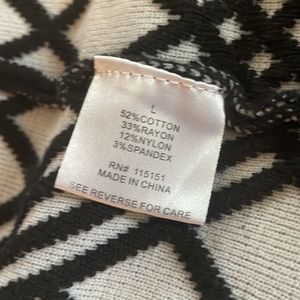 L
52%COTTON
33%RAYON
12%NYLON
3%SPANDEX
RN# 115151
MADE IN CHINA
SEE REVERSE FOR CARE